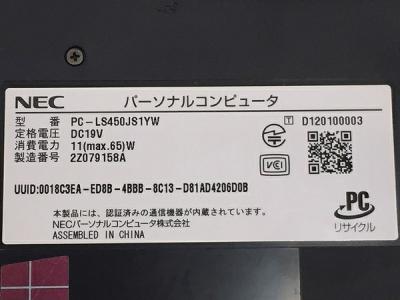 NEC パーソナルコンピュータ
型 番 PC-LS450JS1YW
定格電圧 DC19V
消費電力 11(max.65)W
製造番号 2Z079158A
T D120100003
VCCI
UUID:0018C3EA-ED8B-4BBB-8C13-D81AD4206D0B
本製品には、認証済みの通信機器が内蔵されています。
NECパーソナルコンピュータ株式会社
ASSEMBLED IN CHINA
PC
リサイクル